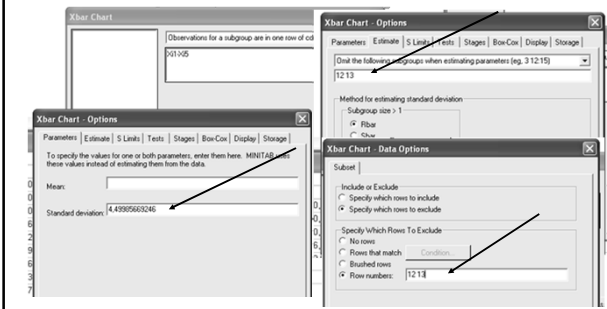 Xbar Chart
Observations for a subgroup are in one row of
X1-X5
Xbar Chart - Options
Parameters Estimate S Limits Tests Stages Box-Cox Display Storage
Omit the following subgroups when estimating parameters (eg, 3 12:15)
12 13
Method for estimating standard deviation
Subgroup size > 1
Rbar
Sbar
Xbar Chart - Options
Parameters Estimate S Limits Tests Stages Box-Cox Display Storage
To specify the values for one or both parameters, enter them here. MINITAB uses
these values instead of estimating them from the data.
Mean:
Standard deviation: 4,49985669246
Xbar Chart - Data Options
Subset
Include or Exclude
Specify which rows to include
Specify which rows to exclude
Specify Which Rows To Exclude
No rows
Rows that match Condition...
Brushed rows
Row numbers: 12 13